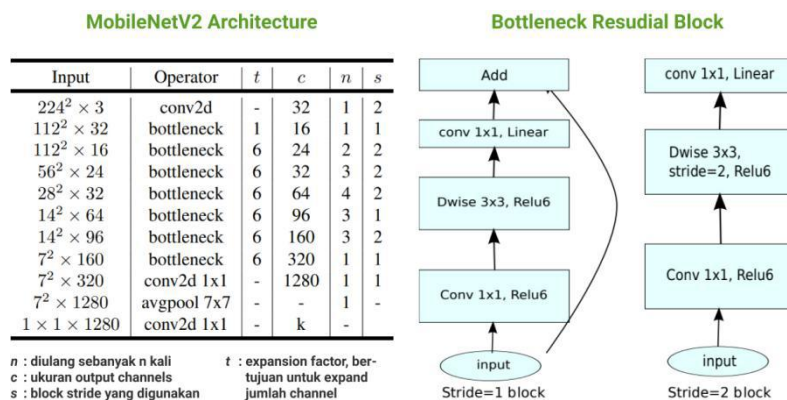 MobileNetV2 Architecture
Input Operator t c n s
224² × 3 conv2d - 32 1 2
112² × 32 bottleneck 1 16 1 1
112² × 16 bottleneck 6 24 2 2
56² × 24 bottleneck 6 32 3 2
28² × 32 bottleneck 6 64 4 2
14² × 64 bottleneck 6 96 3 1
14² × 96 bottleneck 6 160 3 2
7² × 160 bottleneck 6 320 1 1
7² × 320 conv2d 1x1 - 1280 1 1
7² × 1280 avgpool 7x7 - - 1 -
1 × 1 × 1280 conv2d 1x1 - k -
n : diulang sebanyak n kali
c : ukuran output channels
s : block stride yang digunakan
t : expansion factor, ber-
tujuan untuk expand
jumlah channel
Bottleneck Resudial Block
Add
conv 1x1, Linear
Dwise 3x3, Relu6
Conv 1x1, Relu6
input
Stride=1 block
conv 1x1, Linear
Dwise 3x3,
stride=2, Relu6
Conv 1x1, Relu6
input
Stride=2 block